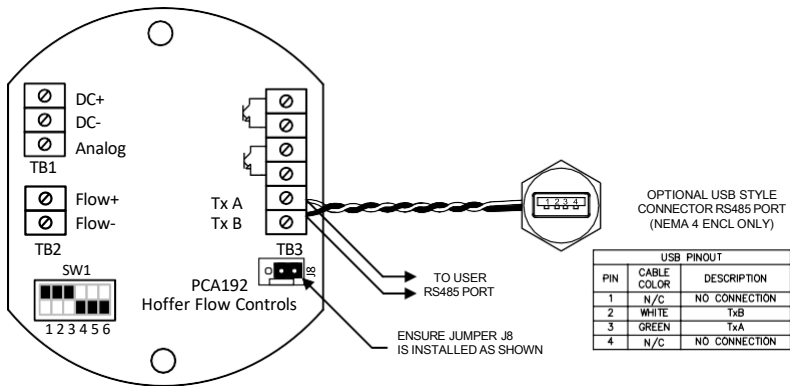 DC+
DC-
Analog
TB1
Flow+
Flow-
TB2
SW1
1 2 3 4 5 6
Tx A
Tx B
TB3
J8
PCA192
Hoffer Flow Controls
TO USER
RS485 PORT
ENSURE JUMPER J8
IS INSTALLED AS SHOWN
1 2 3 4
OPTIONAL USB STYLE
CONNECTOR RS485 PORT
(NEMA 4 ENCL ONLY)
USB PINOUT
PIN CABLE COLOR DESCRIPTION
1 N/C NO CONNECTION
2 WHITE TxB
3 GREEN TxA
4 N/C NO CONNECTION